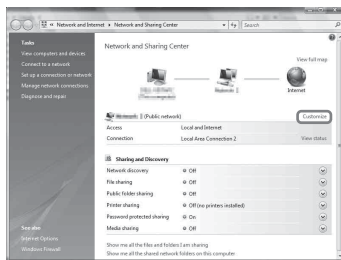 « Network and Internet ▸ Network and Sharing Center
Search
Tasks
View computers and devices
Connect to a network
Set up a connection or network
Manage network connections
Diagnose and repair
See also
Internet Options
Windows Firewall
Network and Sharing Center
View full map
Internet
(Public network)
Customize
Access Local and Internet
Connection Local Area Connection 2 View status
Sharing and Discovery
Network discovery Off
File sharing Off
Public folder sharing Off
Printer sharing Off (no printers installed)
Password protected sharing On
Media sharing Off
Show me all the files and folders I am sharing
Show me all the shared network folders on this computer